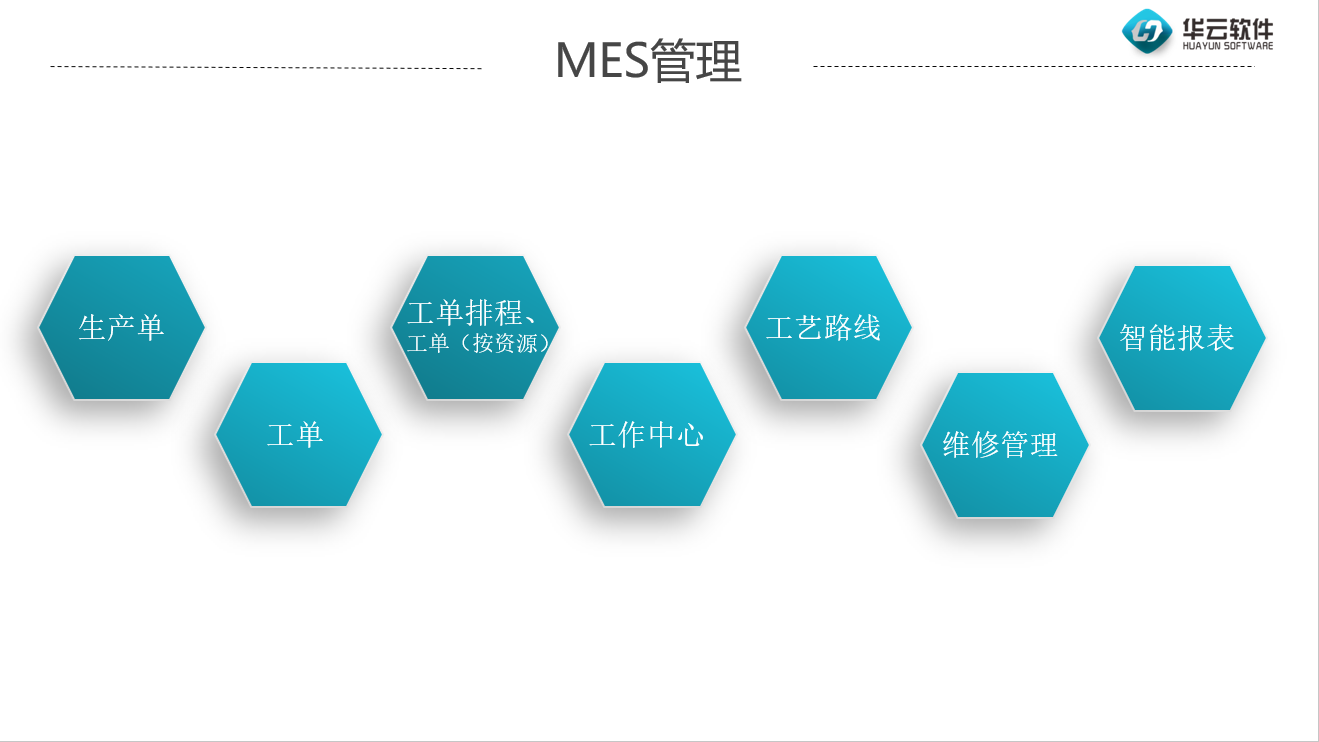 华云软件
HUAYUN SOFTWARE
MES管理
生产单
工单
工单排程、
工单（按资源）
工作中心
工艺路线
维修管理
智能报表